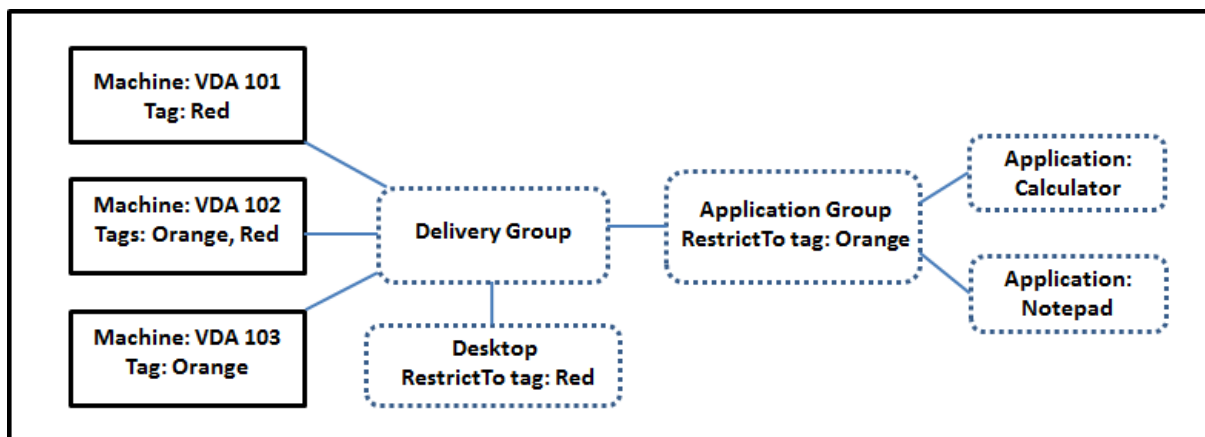 Machine: VDA 101
Tag: Red
Machine: VDA 102
Tags: Orange, Red
Machine: VDA 103
Tag: Orange
Delivery Group
Desktop
RestrictTo tag: Red
Application Group
RestrictTo tag: Orange
Application:
Calculator
Application:
Notepad